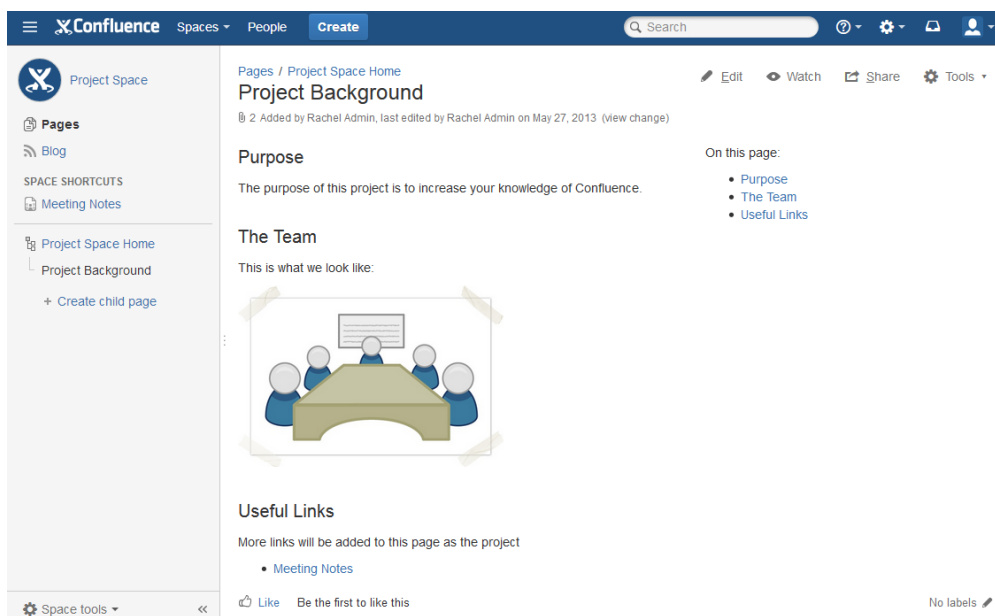 Confluence Spaces People Create Search
Project Space
Pages
Blog
SPACE SHORTCUTS
Meeting Notes
Project Space Home
Project Background
+ Create child page
Space tools
Pages / Project Space Home
Edit Watch Share Tools
Project Background
2 Added by Rachel Admin, last edited by Rachel Admin on May 27, 2013 (view change)
Purpose
The purpose of this project is to increase your knowledge of Confluence.
The Team
This is what we look like:
Useful Links
More links will be added to this page as the project
• Meeting Notes
Like Be the first to like this
No labels
On this page:
• Purpose
• The Team
• Useful Links